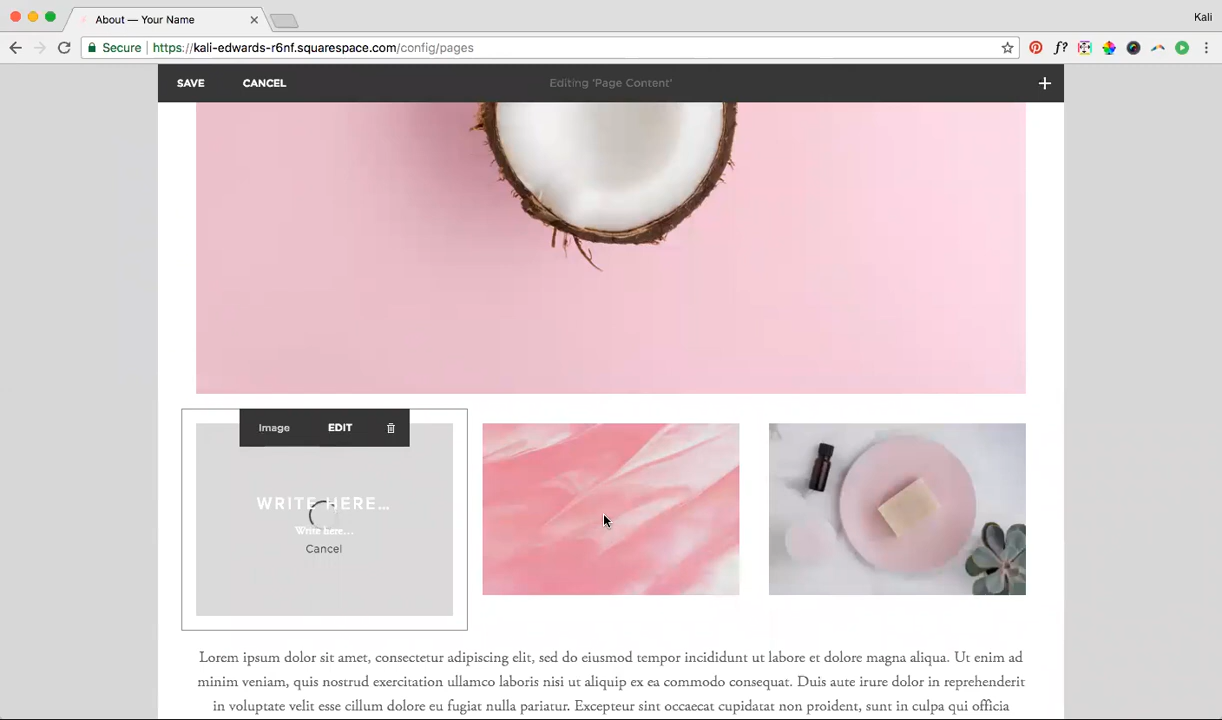 About — Your Name
Kali
Secure
https://kali-edwards-r6nf.squarespace.com/config/pages
f?
SAVE
CANCEL
Editing 'Page Content'
Image
EDIT
WRITE HERE...
Write here...
Cancel
Lorem ipsum dolor sit amet, consectetur adipiscing elit, sed do eiusmod tempor incididunt ut labore et dolore magna aliqua. Ut enim ad
minim veniam, quis nostrud exercitation ullamco laboris nisi ut aliquip ex ea commodo consequat. Duis aute irure dolor in reprehenderit
in voluptate velit esse cillum dolore eu fugiat nulla pariatur. Excepteur sint occaecat cupidatat non proident, sunt in culpa qui officia